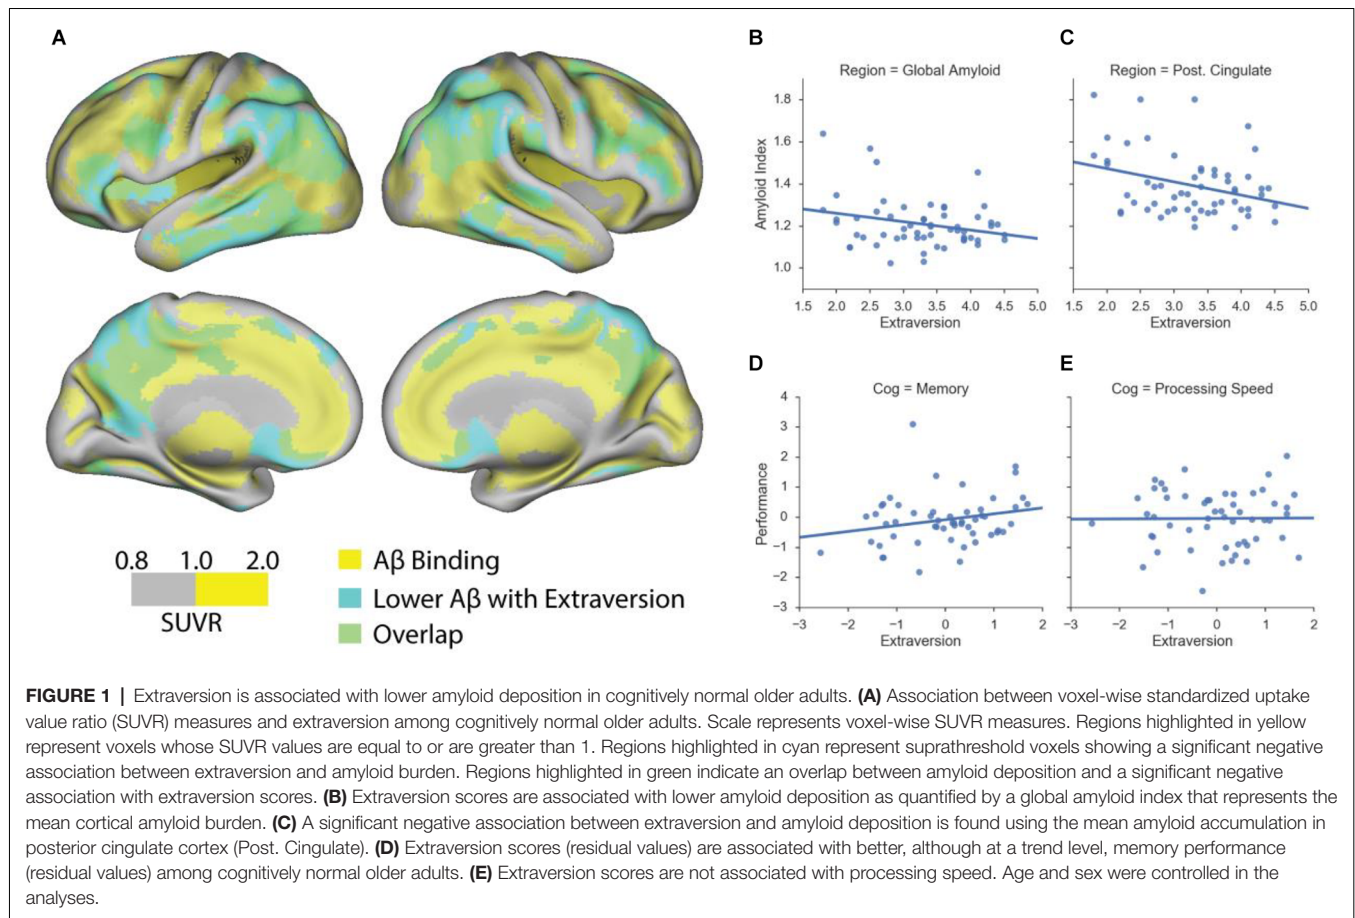 A
0.8 1.0 2.0
SUVR
Aβ Binding
Lower Aβ with Extraversion
Overlap
B
Region = Global Amyloid
Amyloid Index
1.8
1.6
1.4
1.2
1.0
1.5 2.0 2.5 3.0 3.5 4.0 4.5 5.0
Extraversion
C
Region = Post. Cingulate
1.5 2.0 2.5 3.0 3.5 4.0 4.5 5.0
Extraversion
D
Cog = Memory
Performance
4
3
2
1
0
−1
−2
−3
−3 −2 −1 0 1 2
Extraversion
E
Cog = Processing Speed
−3 −2 −1 0 1 2
Extraversion
FIGURE 1 | Extraversion is associated with lower amyloid deposition in cognitively normal older adults. (A) Association between voxel-wise standardized uptake
value ratio (SUVR) measures and extraversion among cognitively normal older adults. Scale represents voxel-wise SUVR measures. Regions highlighted in yellow
represent voxels whose SUVR values are equal to or are greater than 1. Regions highlighted in cyan represent suprathreshold voxels showing a significant negative
association between extraversion and amyloid burden. Regions highlighted in green indicate an overlap between amyloid deposition and a significant negative
association with extraversion scores. (B) Extraversion scores are associated with lower amyloid deposition as quantified by a global amyloid index that represents the
mean cortical amyloid burden. (C) A significant negative association between extraversion and amyloid deposition is found using the mean amyloid accumulation in
posterior cingulate cortex (Post. Cingulate). (D) Extraversion scores (residual values) are associated with better, although at a trend level, memory performance
(residual values) among cognitively normal older adults. (E) Extraversion scores are not associated with processing speed. Age and sex were controlled in the
analyses.